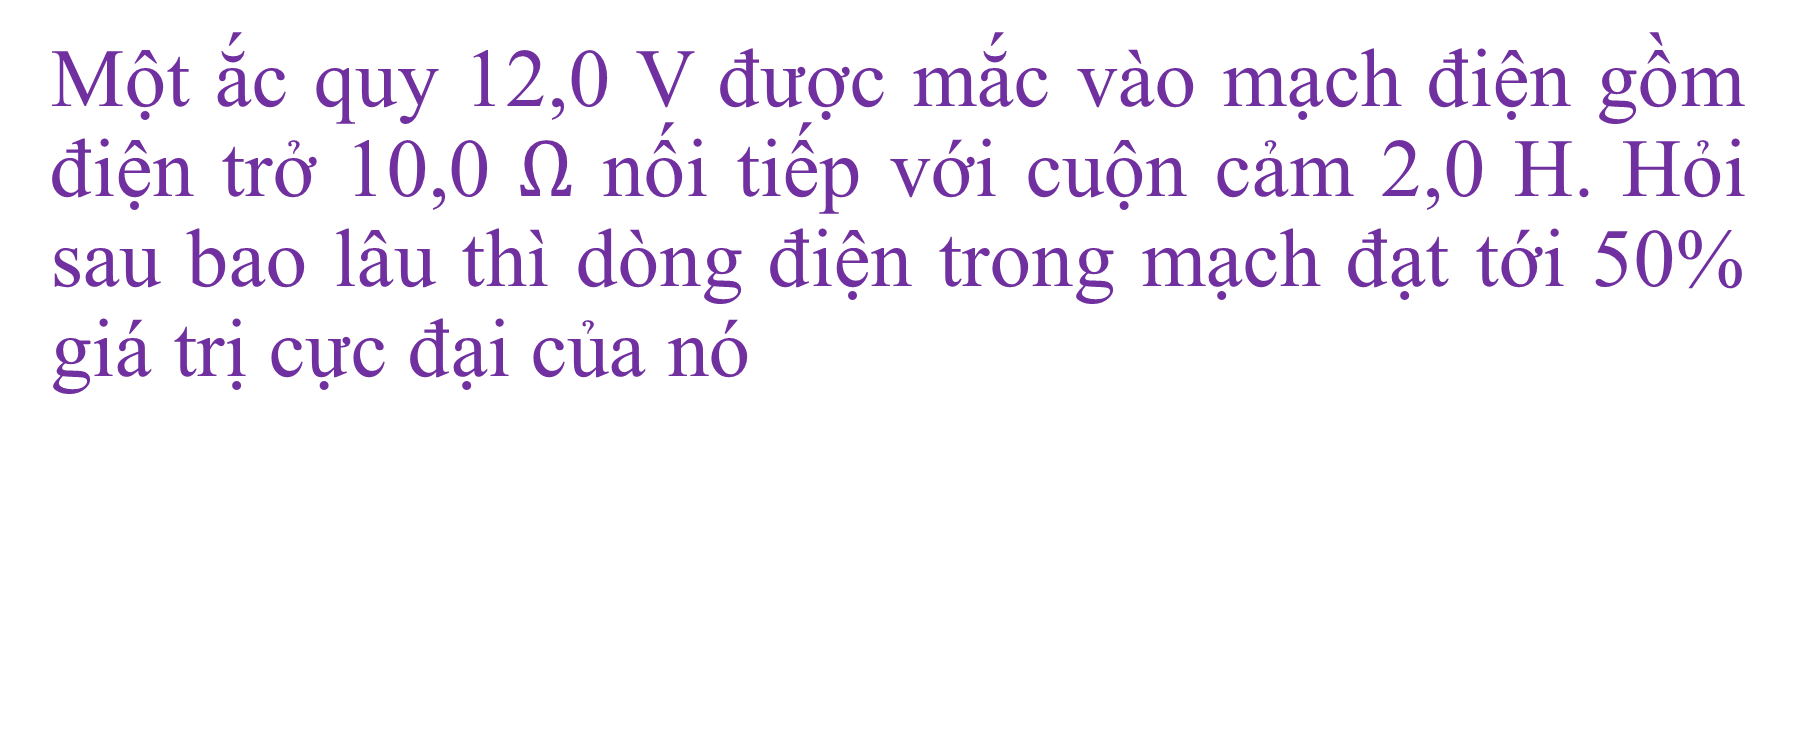 Một ắc quy 12,0 V được mắc vào mạch điện gồm
điện trở 10,0 Ω nối tiếp với cuộn cảm 2,0 H. Hỏi
sau bao lâu thì dòng điện trong mạch đạt tới 50%
giá trị cực đại của nó